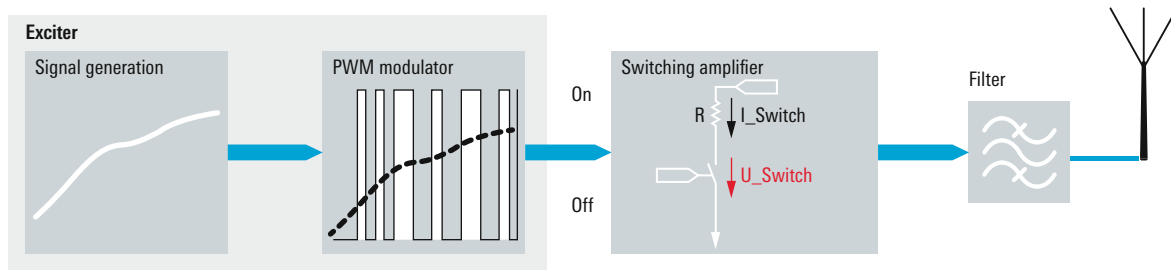 Exciter
Signal generation
PWM modulator
On
Off
Switching amplifier
R
I_Switch
U_Switch
Filter